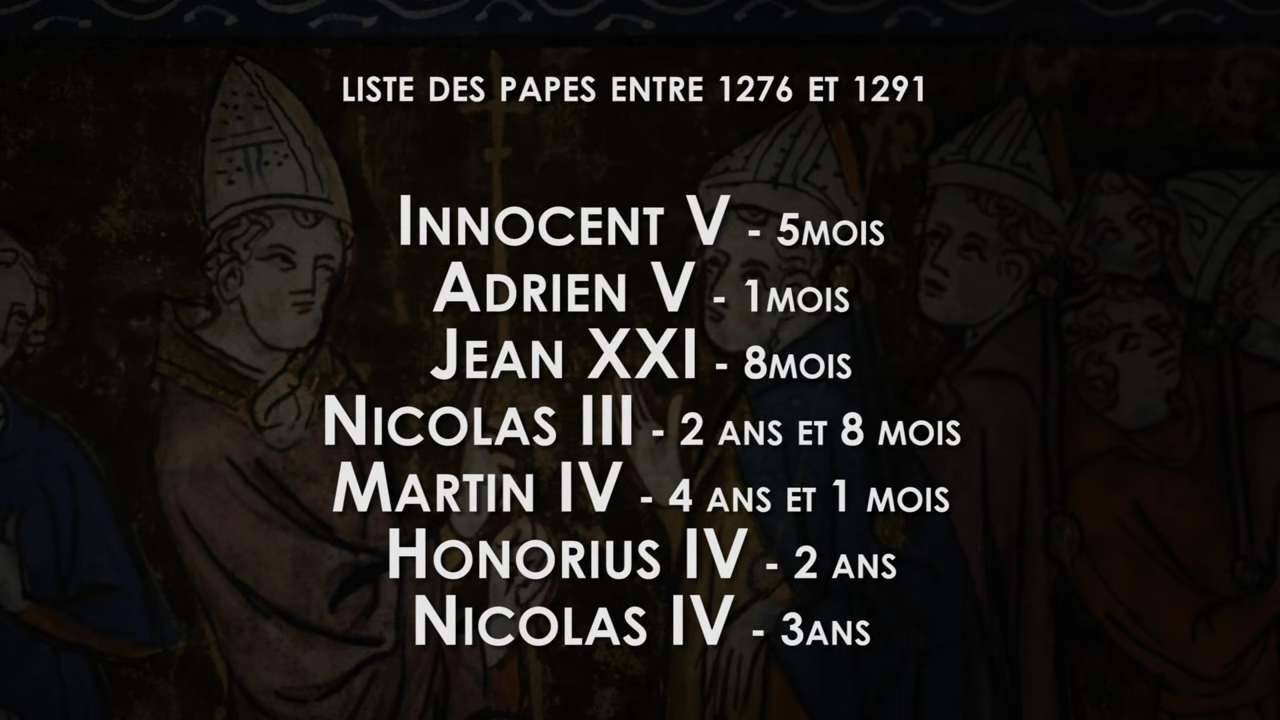 LISTE DES PAPES ENTRE 1276 ET 1291
INNOCENT V - 5MOIS
ADRIEN V - 1MOIS
JEAN XXI - 8MOIS
NICOLAS III - 2 ANS ET 8 MOIS
MARTIN IV - 4 ANS ET 1 MOIS
HONORIUS IV - 2 ANS
NICOLAS IV - 3ANS